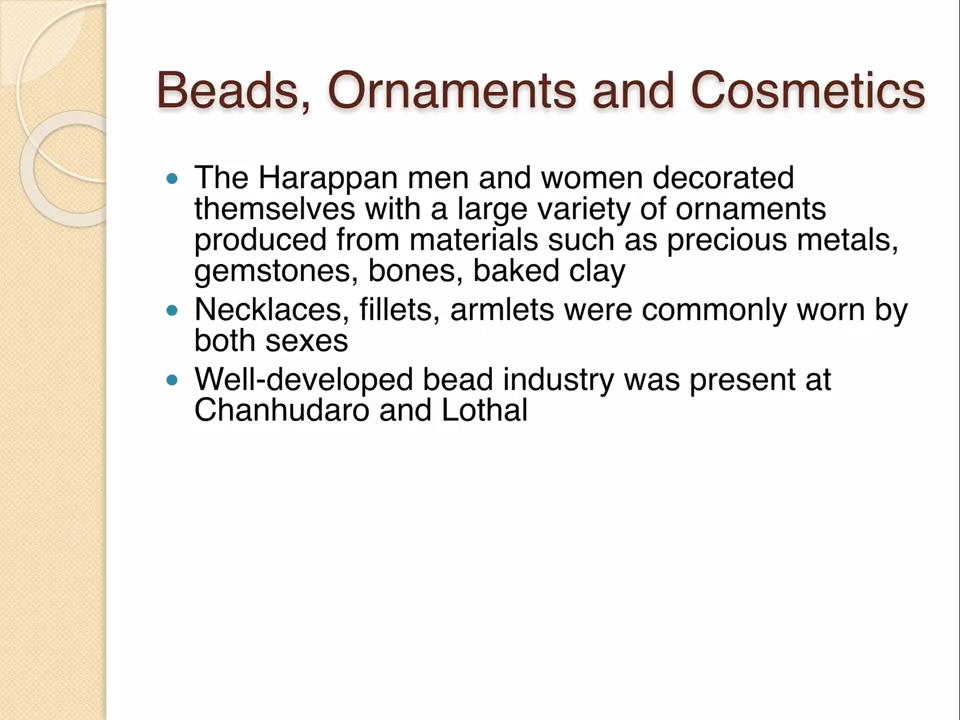 Beads, Ornaments and Cosmetics
• The Harappan men and women decorated
themselves with a large variety of ornaments
produced from materials such as precious metals,
gemstones, bones, baked clay
• Necklaces, fillets, armlets were commonly worn by
both sexes
• Well-developed bead industry was present at
Chanhudaro and Lothal